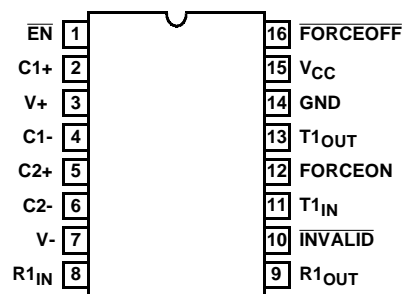 EN 1 16 FORCEOFF
C1+ 2 15 VCC
V+ 3 14 GND
C1- 4 13 T1OUT
C2+ 5 12 FORCEON
C2- 6 11 T1IN
V- 7 10 INVALID
R1IN 8 9 R1OUT